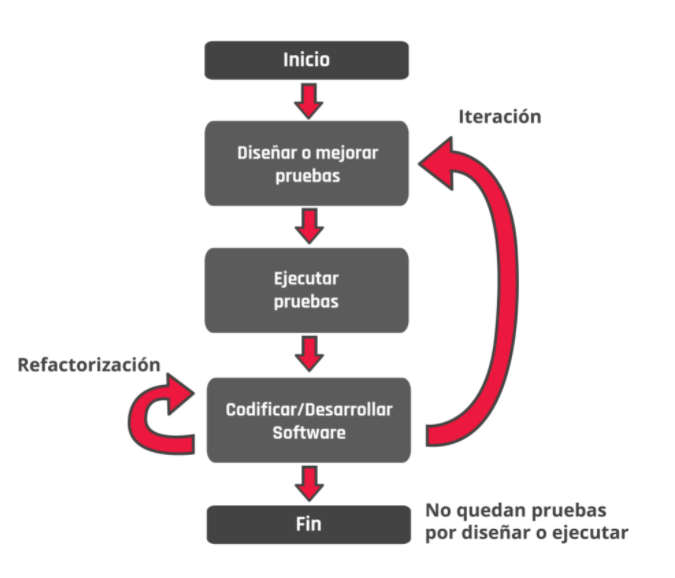 Inicio
Iteración
Diseñar o mejorar
pruebas
Ejecutar
pruebas
Refactorización
Codificar/Desarrollar
Software
Fin
No quedan pruebas
por diseñar o ejecutar